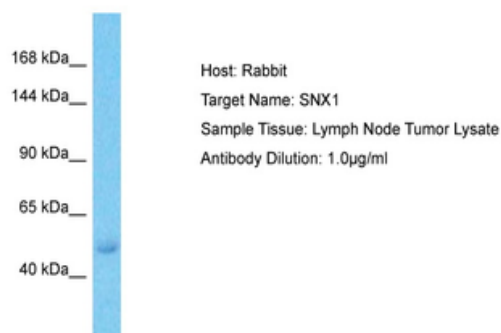 168 kDa
144 kDa
90 kDa
65 kDa
40 kDa
Host: Rabbit
Target Name: SNX1
Sample Tissue: Lymph Node Tumor Lysate
Antibody Dilution: 1.0µg/ml